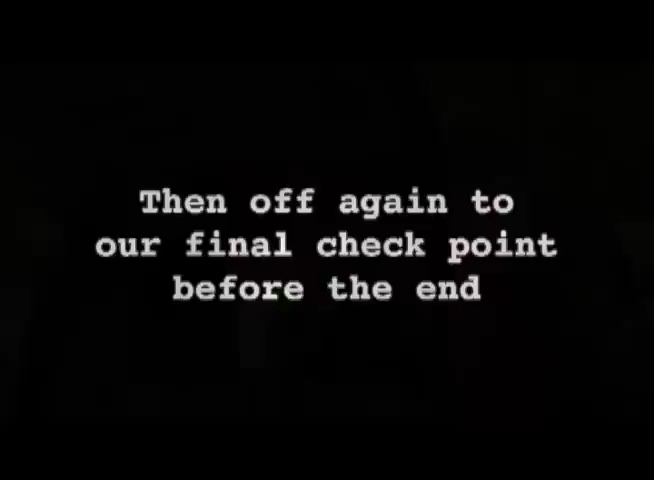 Then off again to
our final check point
before the end